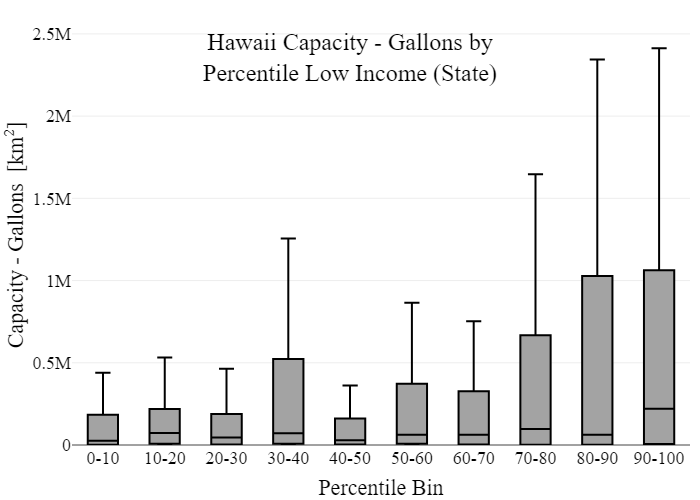 Hawaii Capacity - Gallons by
Percentile Low Income (State)
Capacity - Gallons [km²]
2.5M
2M
1.5M
1M
0.5M
0
0-10 10-20 20-30 30-40 40-50 50-60 60-70 70-80 80-90 90-100
Percentile Bin